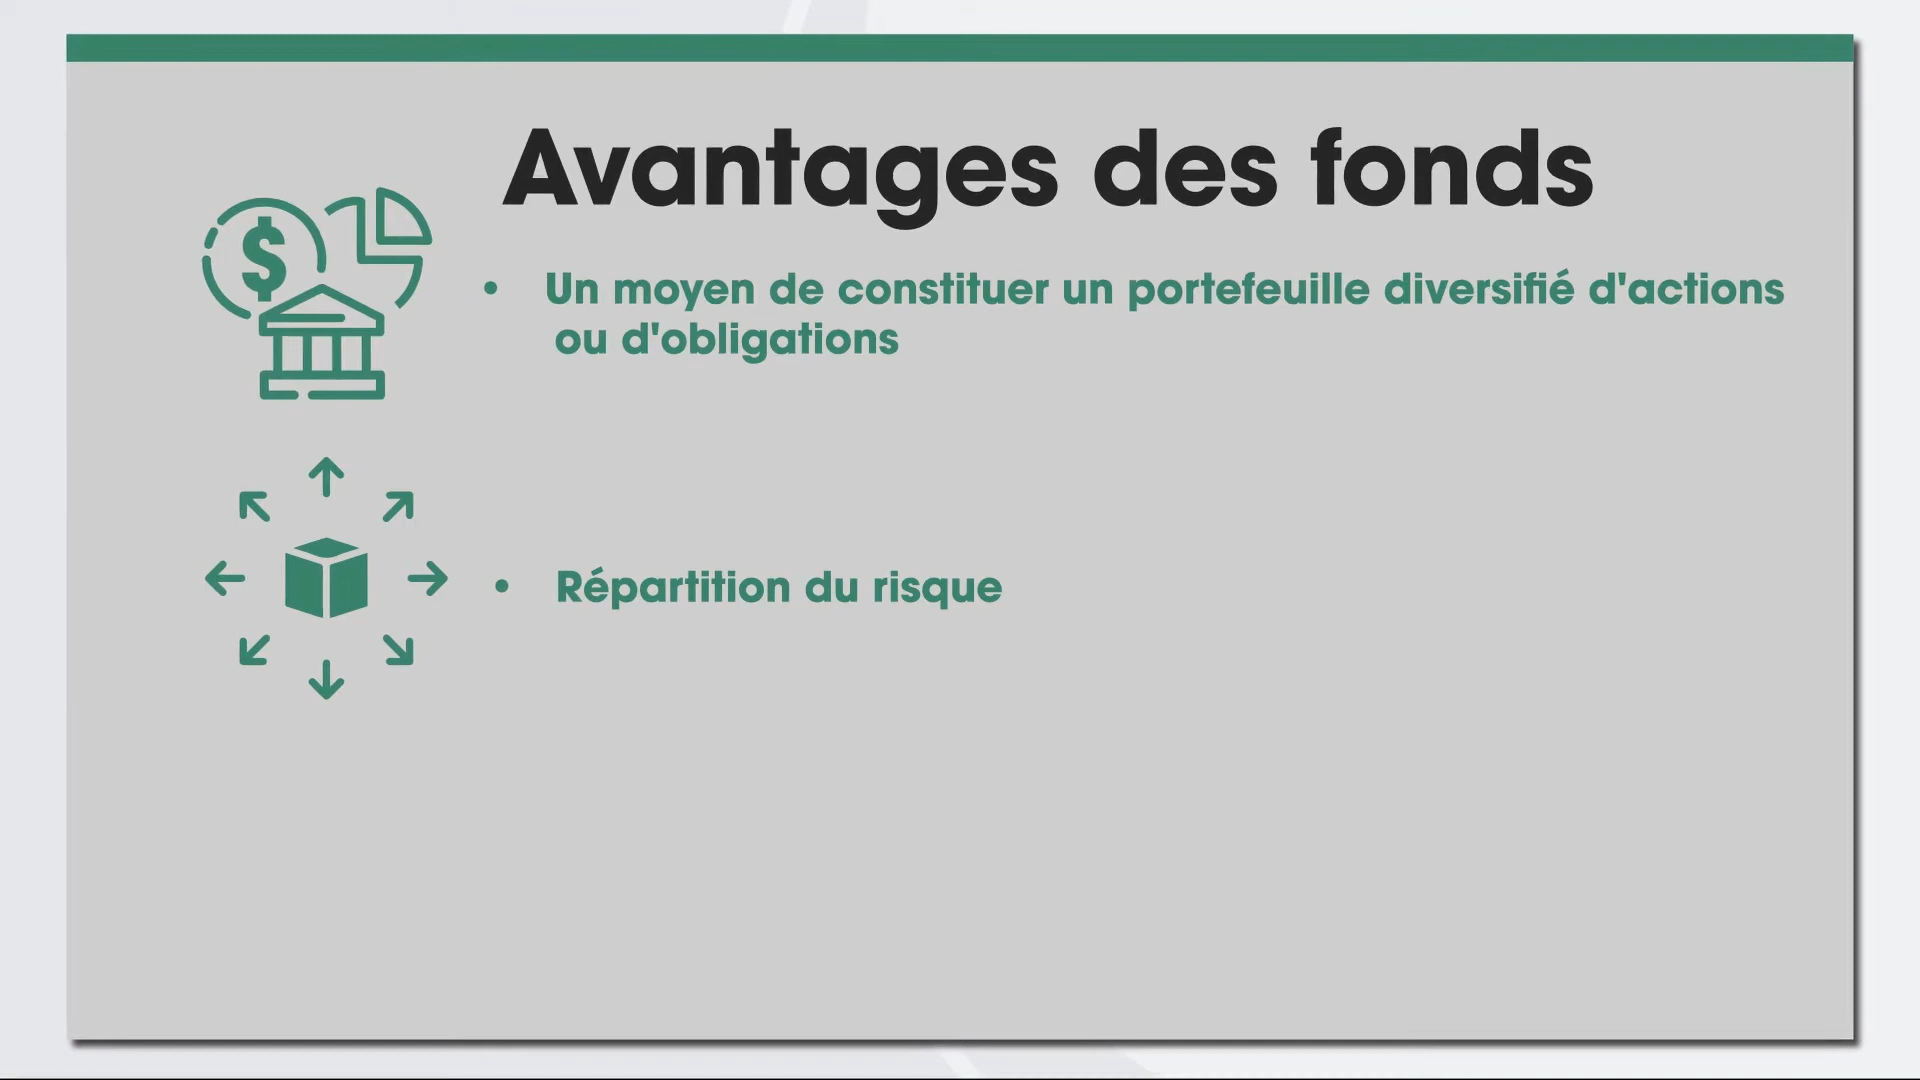 Avantages des fonds
• Un moyen de constituer un portefeuille diversifié d'actions
ou d'obligations
• Répartition du risque
$